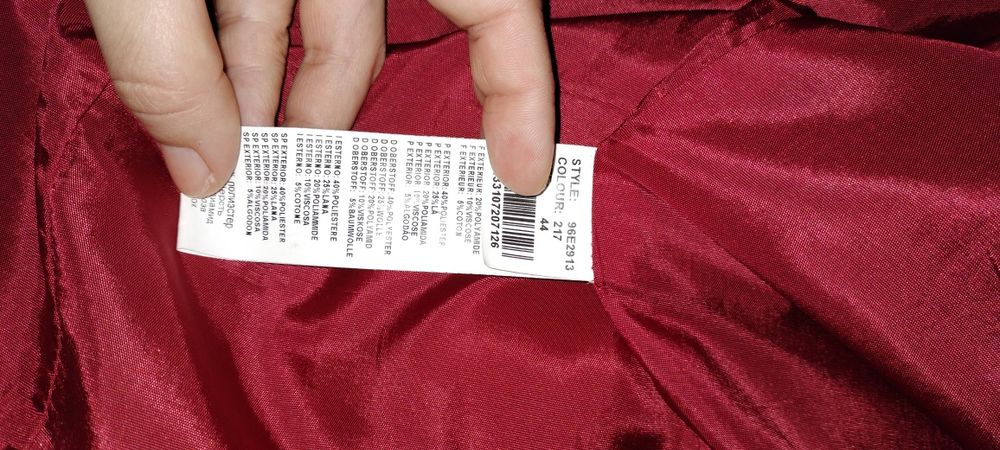 STYLE: 96E2913
COLOUR: 217
44
3310720​7126
F EXTERIEUR: 20%POLYAMIDE
F EXTERIEUR: 10%VISCOSE
F EXTERIEUR: 5%COTON
P EXTERIOR: 40%POLIESTER
P EXTERIOR: 25%LÃ
P EXTERIOR: 20%POLIAMIDA
P EXTERIOR: 10%VISCOSE
P EXTERIOR: 5%ALGODÃO
D OBERSTOFF: 40%POLYESTER
D OBERSTOFF: 25%WOLLE
D OBERSTOFF: 20%POLYAMID
D OBERSTOFF: 10%VISKOSE
D OBERSTOFF: 5%BAUMWOLLE
I ESTERNO: 40%POLIESTERE
I ESTERNO: 25%LANA
I ESTERNO: 20%POLIAMMIDE
I ESTERNO: 10%VISCOSA
I ESTERNO: 5%COTONE
SP EXTERIOR: 40%POLIESTER
SP EXTERIOR: 25%LANA
SP EXTERIOR: 20%POLIAMIDA
SP EXTERIOR: 10%VISCOSA
SP EXTERIOR: 5%ALGODON